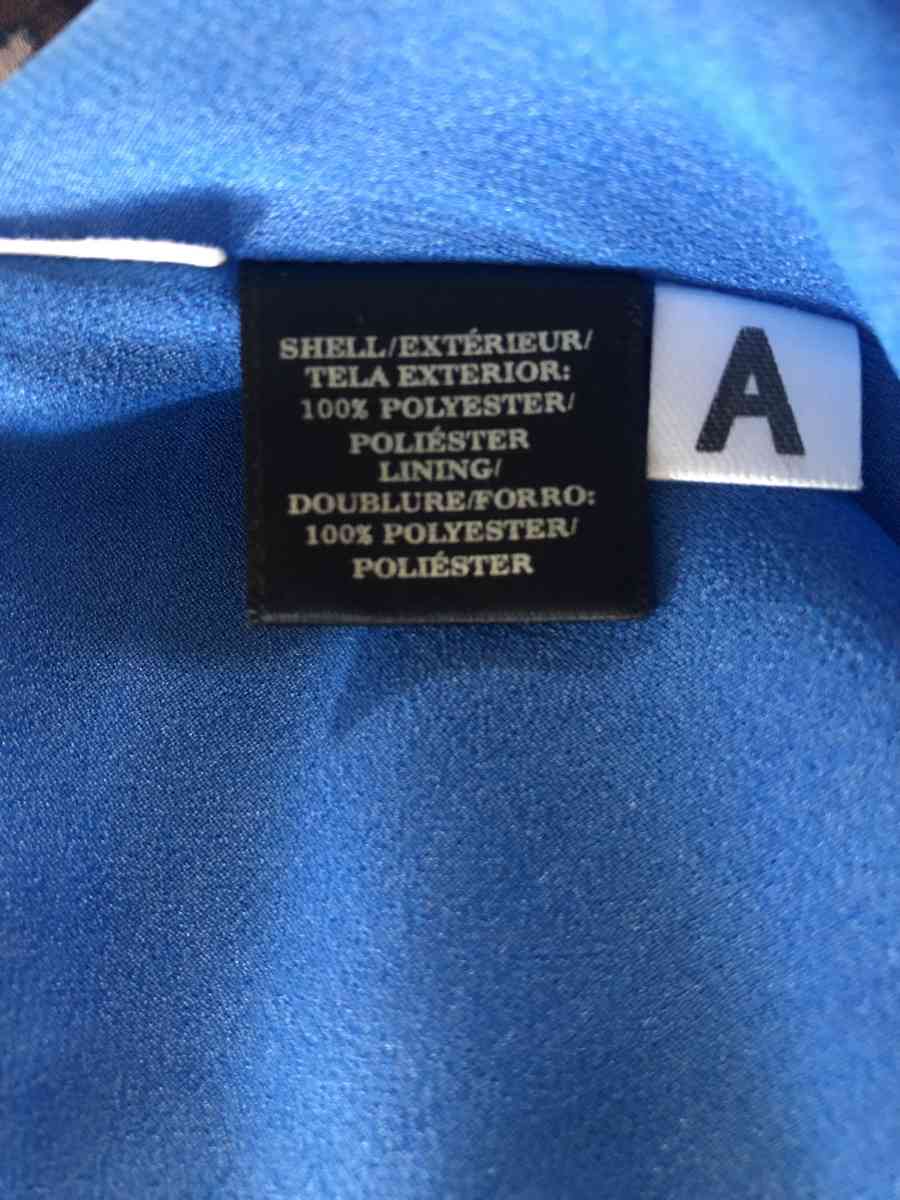 SHELL/EXTÉRIEUR/
TELA EXTERIOR:
100% POLYESTER/
POLIÉSTER
LINING/
DOUBLURE/FORRO:
100% POLYESTER/
POLIÉSTER
A